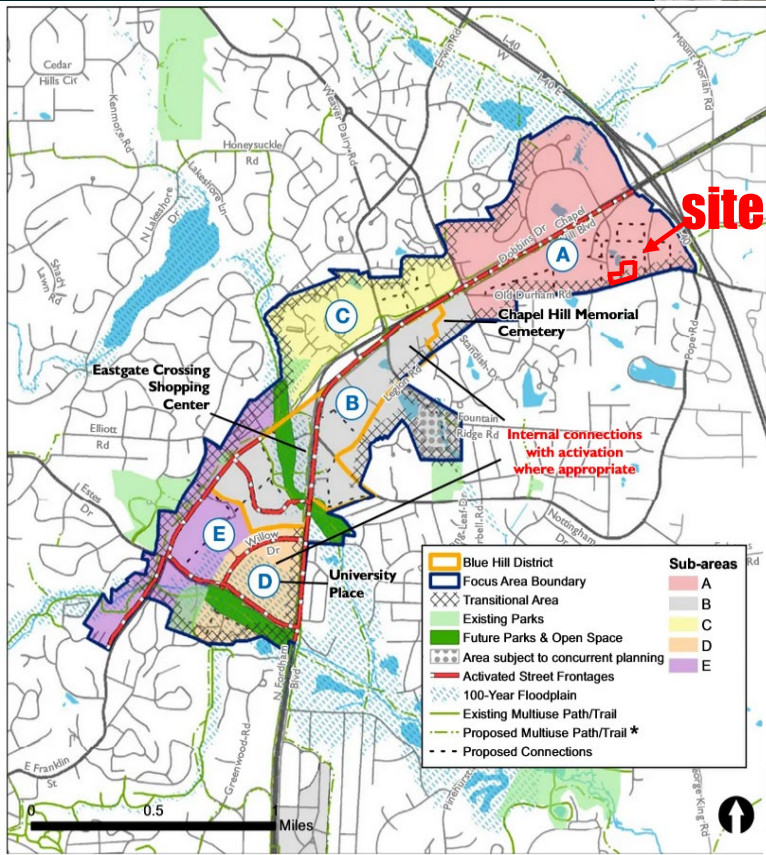 Cedar
Hills Cir
Kenmore Rd
Honeysuckle
Rd
Lakeshore Ln
N Lakeshore
Dr
Shady
Lawn Rd
Weaver Dairy Rd
Erwin Rd
I-40
W
I-40 E
Mount Moriah Rd
site
A
Dobbins Dr
Chapel
Hill Blvd
Old Durham Rd
40
Pope Rd
C
Chapel Hill Memorial
Cemetery
Standish Dr
Eastgate Crossing
Shopping
Center
Legion Rd
B
Fountain
Ridge Rd
Internal connections
with activation
where appropriate
Elliott
Rd
Estes
Dr
E
Willow
Dr
D
University
Place
Nottingham
Dr
N Fordham
Blvd
Greenwood Rd
E Franklin
St
Blue Hill District
Focus Area Boundary
Transitional Area
Existing Parks
Future Parks & Open Space
Area subject to concurrent planning
Activated Street Frontages
100-Year Floodplain
Existing Multiuse Path/Trail
Proposed Multiuse Path/Trail *
Proposed Connections
Sub-areas
A
B
C
D
E
0
0.5
1
Miles